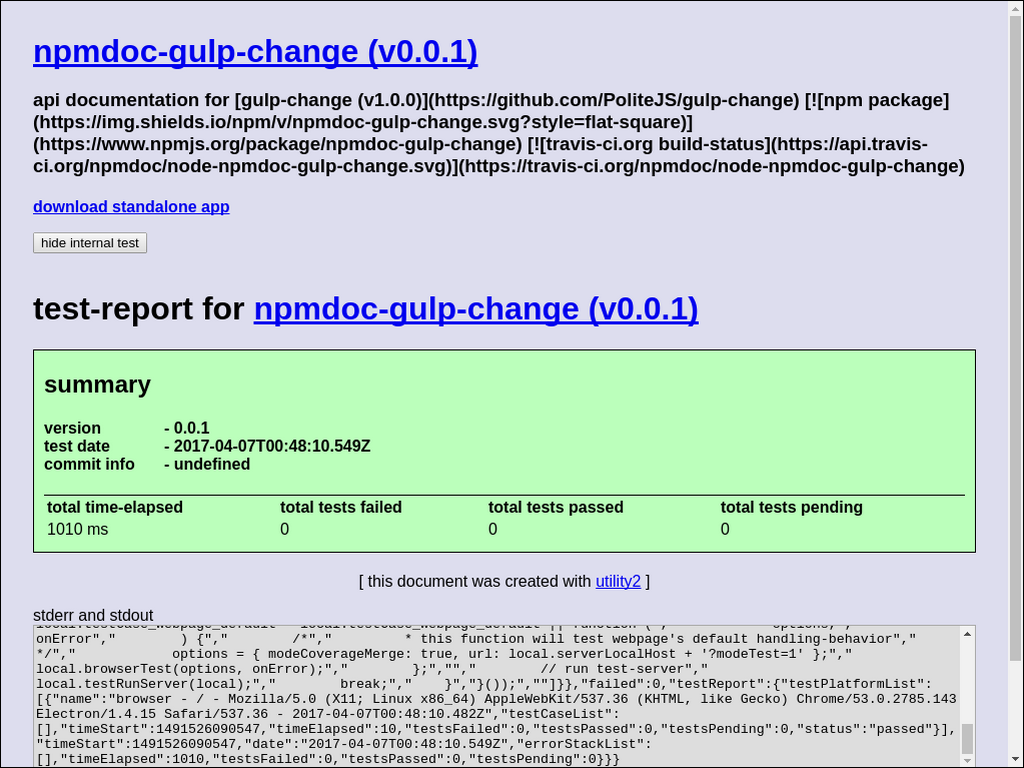 npmdoc-gulp-change (v0.0.1)
api documentation for [gulp-change (v1.0.0)](https://github.com/PoliteJS/gulp-change) [![npm package]
(https://img.shields.io/npm/v/npmdoc-gulp-change.svg?style=flat-square)]
(https://www.npmjs.org/package/npmdoc-gulp-change) [![travis-ci.org build-status](https://api.travis-
ci.org/npmdoc/node-npmdoc-gulp-change.svg)](https://travis-ci.org/npmdoc/node-npmdoc-gulp-change)
download standalone app
hide internal test
test-report for npmdoc-gulp-change (v0.0.1)
summary
version - 0.0.1
test date - 2017-04-07T00:48:10.549Z
commit info - undefined
total time-elapsed total tests failed total tests passed total tests pending
1010 ms 0 0 0
[ this document was created with utility2 ]
stderr and stdout
onError","        ) {","        /*","         * this function will test webpage's default handling-behavior","
*/","            options = { modeCoverageMerge: true, url: local.serverLocalHost + '?modeTest=1' };","
local.browserTest(options, onError);","        };","","        // run test-server","
local.testRunServer(local);","        break;","    }","}());",""]}},"failed":0,"testReport":{"testPlatformList":
[{"name":"browser - / - Mozilla/5.0 (X11; Linux x86_64) AppleWebKit/537.36 (KHTML, like Gecko) Chrome/53.0.2785.143
Electron/1.4.15 Safari/537.36 - 2017-04-07T00:48:10.482Z","testCaseList":
[],"timeStart":1491526090547,"timeElapsed":10,"testsFailed":0,"testsPassed":0,"testsPending":0,"status":"passed"}],
"timeStart":1491526090547,"date":"2017-04-07T00:48:10.549Z","errorStackList":
[],"timeElapsed":1010,"testsFailed":0,"testsPassed":0,"testsPending":0}}}